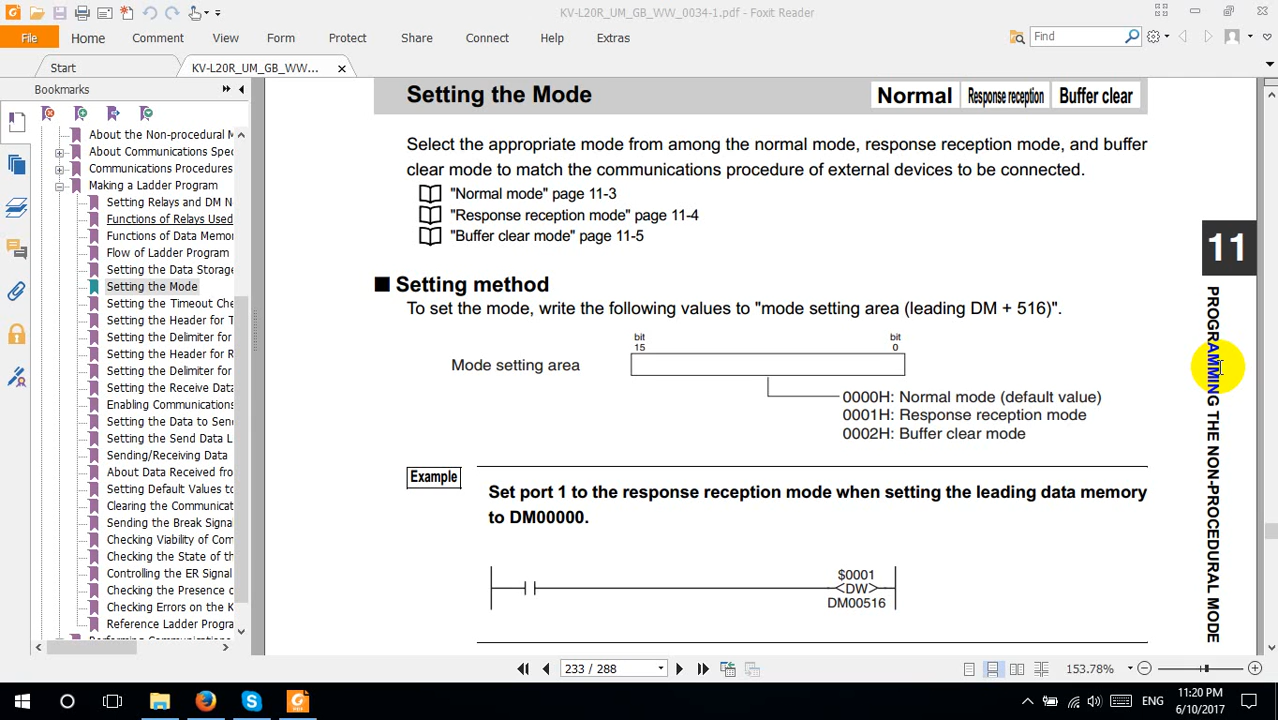 KV-L20R_UM_GB_WW_0034-1.pdf - Foxit Reader
File
Home
Comment
View
Form
Protect
Share
Connect
Help
Extras
Find
Start
KV-L20R_UM_GB_WW...
Bookmarks
About the Non-procedural M
About Communications Spec
Communications Procedures
Making a Ladder Program
Setting Relays and DM N
Functions of Relays Used
Functions of Data Memor
Flow of Ladder Program
Setting the Data Storage
Setting the Mode
Setting the Timeout Che
Setting the Header for T
Setting the Delimiter for
Setting the Header for R
Setting the Delimiter for
Setting the Receive Data
Enabling Communications
Setting the Data to Send
Setting the Send Data L
Sending/Receiving Data
About Data Received from
Setting Default Values to
Clearing the Communicat
Sending the Break Signal
Checking Viability of Com
Checking the State of the
Controlling the ER Signal
Checking the Presence o
Checking Errors on the K
Reference Ladder Progra
Setting the Mode
Normal
Response reception
Buffer clear
Select the appropriate mode from among the normal mode, response reception mode, and buffer
clear mode to match the communications procedure of external devices to be connected.
"Normal mode" page 11-3
"Response reception mode" page 11-4
"Buffer clear mode" page 11-5
■ Setting method
To set the mode, write the following values to "mode setting area (leading DM + 516)".
bit
15
bit
0
Mode setting area
0000H: Normal mode (default value)
0001H: Response reception mode
0002H: Buffer clear mode
Example
Set port 1 to the response reception mode when setting the leading data memory
to DM00000.
$0001
DW
DM00516
11
PROGRAMMING THE NON-PROCEDURAL MODE
233 / 288
153.78%
ENG
11:20 PM
6/10/2017